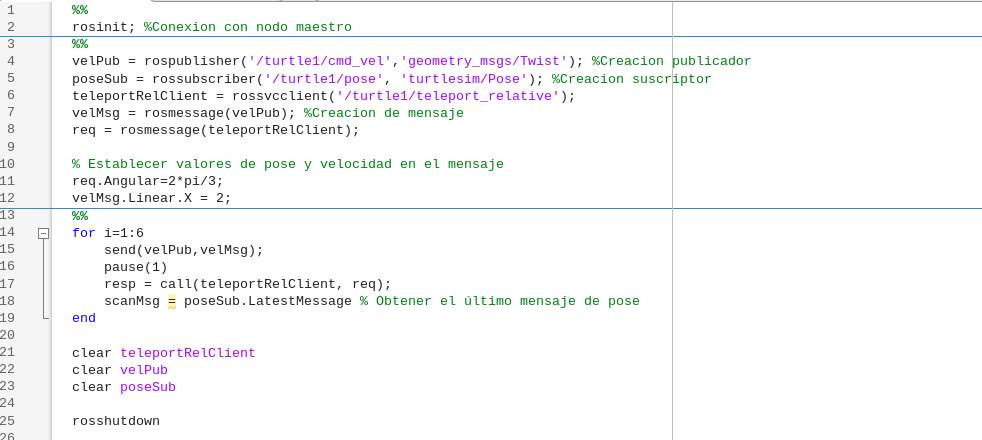 1 %%
2 rosinit; %Conexion con nodo maestro
3 %%
4 velPub = rospublisher('/turtle1/cmd_vel','geometry_msgs/Twist'); %Creacion publicador
5 poseSub = rossubscriber('/turtle1/pose', 'turtlesim/Pose'); %Creacion suscriptor
6 teleportRelClient = rossvcclient('/turtle1/teleport_relative');
7 velMsg = rosmessage(velPub); %Creacion de mensaje
8 req = rosmessage(teleportRelClient);
9
10 % Establecer valores de pose y velocidad en el mensaje
11 req.Angular=2*pi/3;
12 velMsg.Linear.X = 2;
13 %%
14 for i=1:6
15     send(velPub,velMsg);
16     pause(1)
17     resp = call(teleportRelClient, req);
18     scanMsg = poseSub.LatestMessage % Obtener el último mensaje de pose
19 end
20
21 clear teleportRelClient
22 clear velPub
23 clear poseSub
24
25 rosshutdown
26